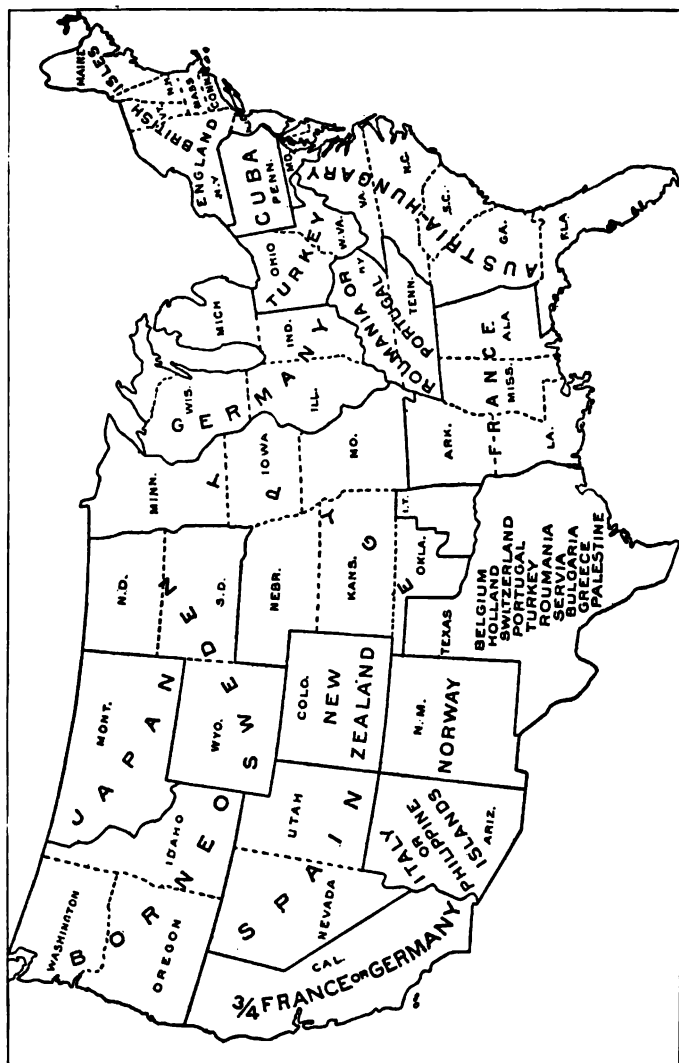 WASHINGTON
OREGON
BORNEO
IDAHO
MONT.
JAPAN
N.D.
S.D.
WYO.
SWEDEN
NEVADA
UTAH
SPAIN
CAL.
3/4 FRANCE OR GERMANY
COLO.
NEW
ZEALAND
ITALY
OR
PHILIPPINE
ISLANDS
ARIZ.
N.M.
NORWAY
NEBR.
KANS.
OKLA.
I.T.
MINN.
IOWA
MO.
EGYPT
TEXAS
BELGIUM
HOLLAND
SWITZERLAND
PORTUGAL
TURKEY
ROUMANIA
SERVIA
BULGARIA
GREECE
PALESTINE
WIS.
MICH
ILL.
IND.
GERMANY
ARK.
LA.
MISS.
ALA
FRANCE.
OHIO
W.VA.
TURKEY
KY
TENN.
ROUMANIA OR
PORTUGAL
VA.
N.C.
S.C.
GA.
FLA.
AUSTRIA-HUNGARY
CUBA
PENN.
MD.
N.Y
ENGLAND
BRITISH
ISLES
MAINE
N.H.
MASS
CONN